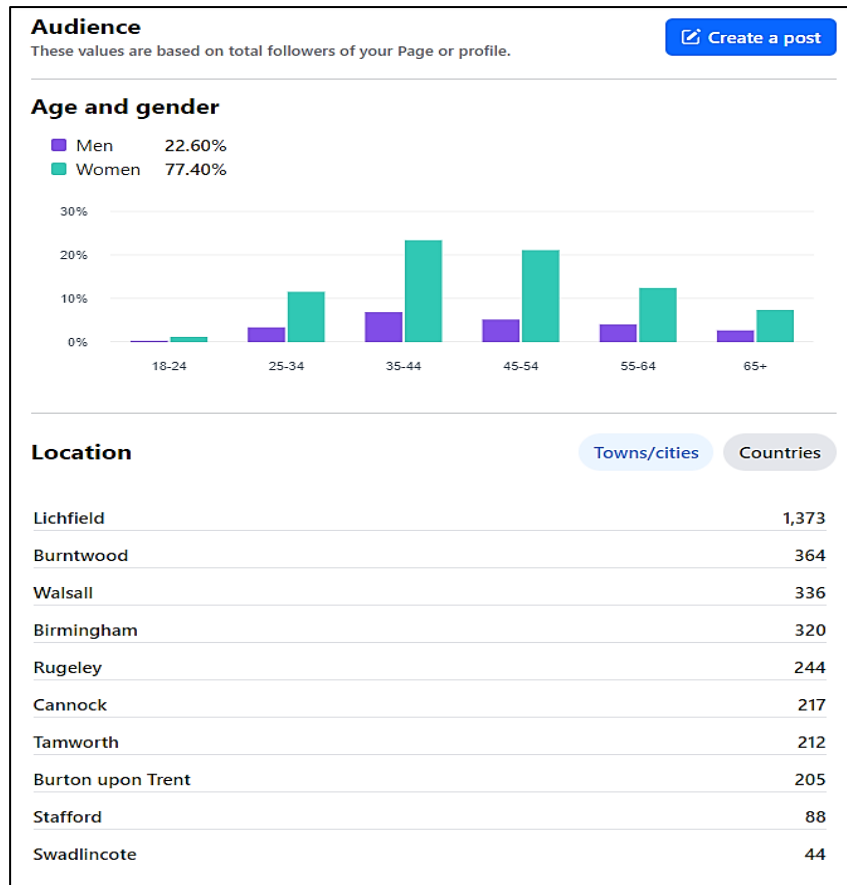 Audience
Create a post
These values are based on total followers of your Page or profile.
Age and gender
Men 22.60%
Women 77.40%
30%
20%
10%
0%
18-24 25-34 35-44 45-54 55-64 65+
Location Towns/cities Countries
Lichfield 1,373
Burntwood 364
Walsall 336
Birmingham 320
Rugeley 244
Cannock 217
Tamworth 212
Burton upon Trent 205
Stafford 88
Swadlincote 44